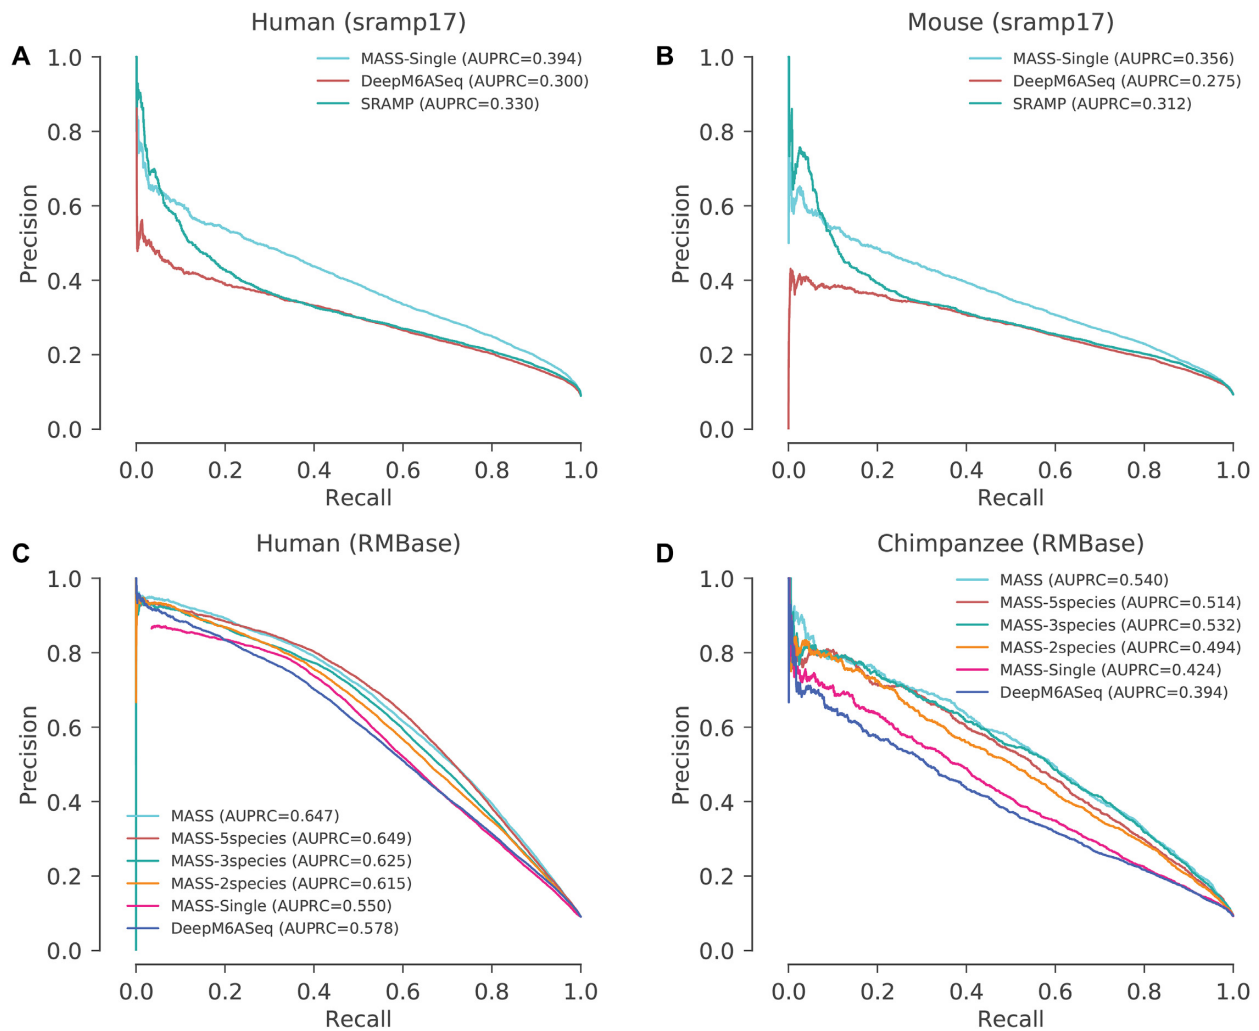 Human (sramp17)
A
MASS-Single (AUPRC=0.394)
DeepM6ASeq (AUPRC=0.300)
SRAMP (AUPRC=0.330)
1.0
0.8
0.6
0.4
0.2
0.0
Precision
0.0 0.2 0.4 0.6 0.8 1.0
Recall
Mouse (sramp17)
B
MASS-Single (AUPRC=0.356)
DeepM6ASeq (AUPRC=0.275)
SRAMP (AUPRC=0.312)
1.0
0.8
0.6
0.4
0.2
0.0
Precision
0.0 0.2 0.4 0.6 0.8 1.0
Recall
Human (RMBase)
C
1.0
0.8
0.6
0.4
0.2
0.0
Precision
MASS (AUPRC=0.647)
MASS-5species (AUPRC=0.649)
MASS-3species (AUPRC=0.625)
MASS-2species (AUPRC=0.615)
MASS-Single (AUPRC=0.550)
DeepM6ASeq (AUPRC=0.578)
0.0 0.2 0.4 0.6 0.8 1.0
Recall
Chimpanzee (RMBase)
D
MASS (AUPRC=0.540)
MASS-5species (AUPRC=0.514)
MASS-3species (AUPRC=0.532)
MASS-2species (AUPRC=0.494)
MASS-Single (AUPRC=0.424)
DeepM6ASeq (AUPRC=0.394)
1.0
0.8
0.6
0.4
0.2
0.0
Precision
0.0 0.2 0.4 0.6 0.8 1.0
Recall